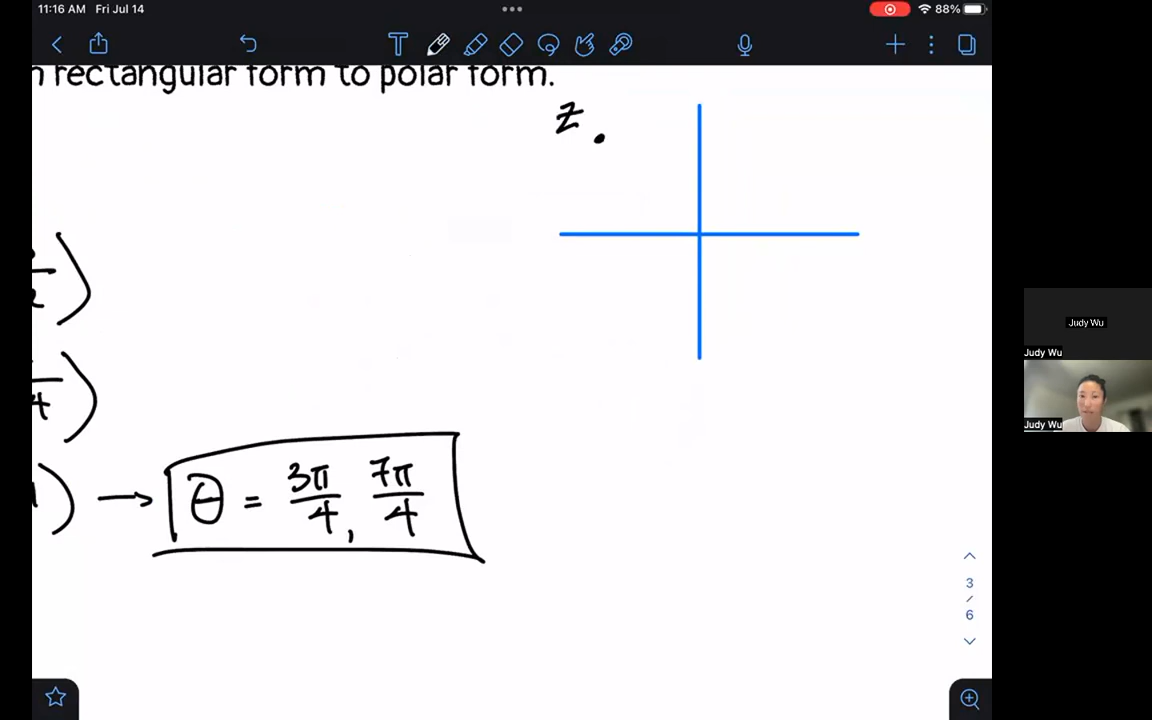 11:16 AM Fri Jul 14
88%
T
rectangular form to polar form.
z
4
θ = 3π/4, 7π/4
3
/
6
Judy Wu
Judy Wu
Judy Wu